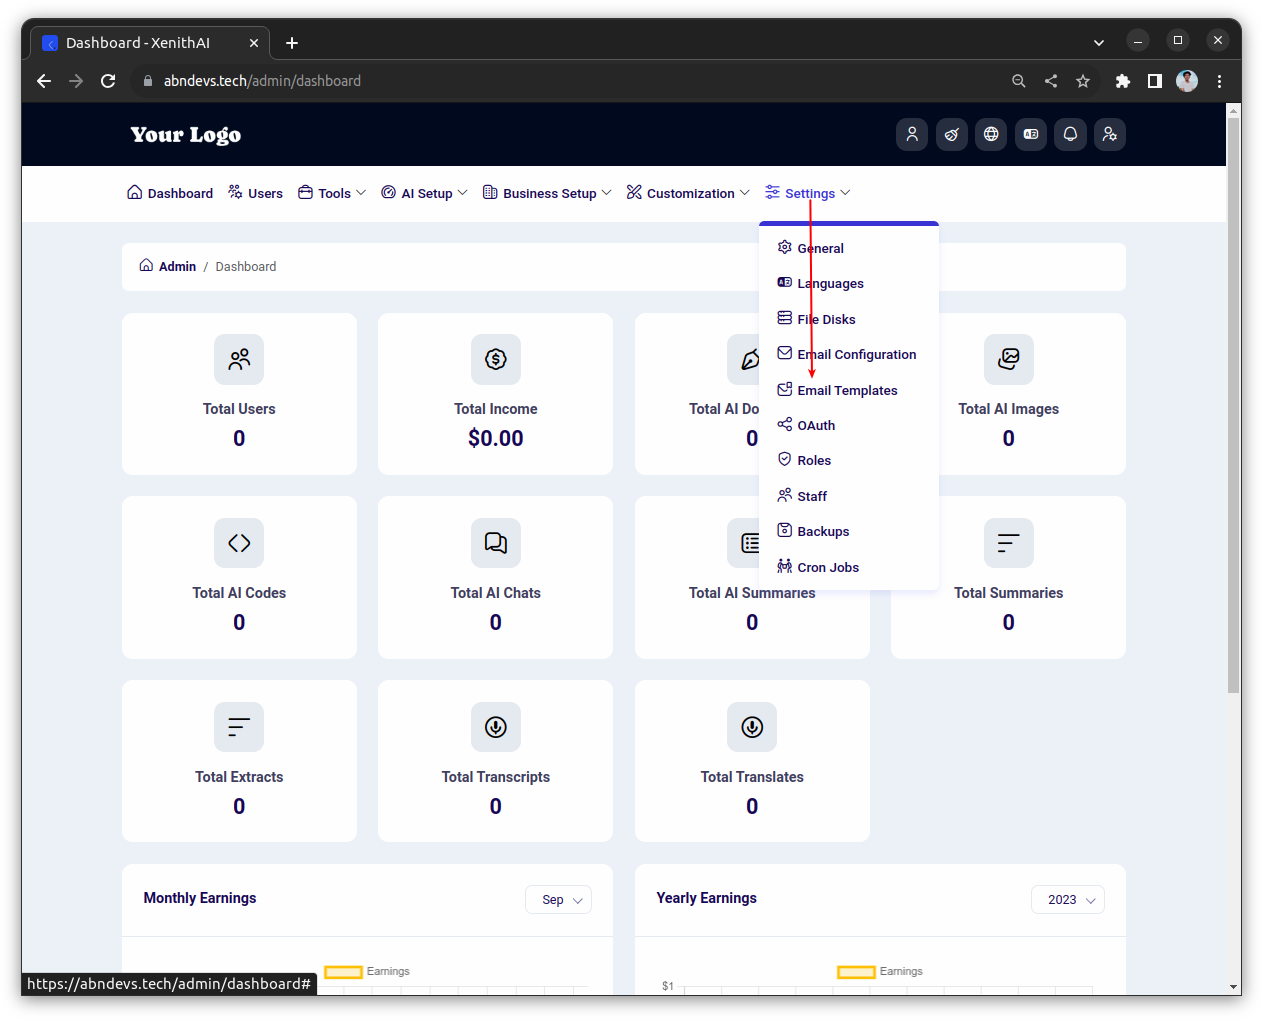 Dashboard - XenithAI
abndevs.tech/admin/dashboard
Your Logo
Dashboard Users Tools AI Setup Business Setup Customization Settings
Admin / Dashboard
General
Languages
File Disks
Email Configuration
Email Templates
OAuth
Roles
Staff
Backups
Cron Jobs
Total Users
0
Total Income
$0.00
Total AI Do
0
Total AI Images
0
Total AI Codes
0
Total AI Chats
0
Total AI Summaries
0
Total Summaries
0
Total Extracts
0
Total Transcripts
0
Total Translates
0
Monthly Earnings
Sep
Earnings
Yearly Earnings
2023
Earnings
$1
https://abndevs.tech/admin/dashboard#